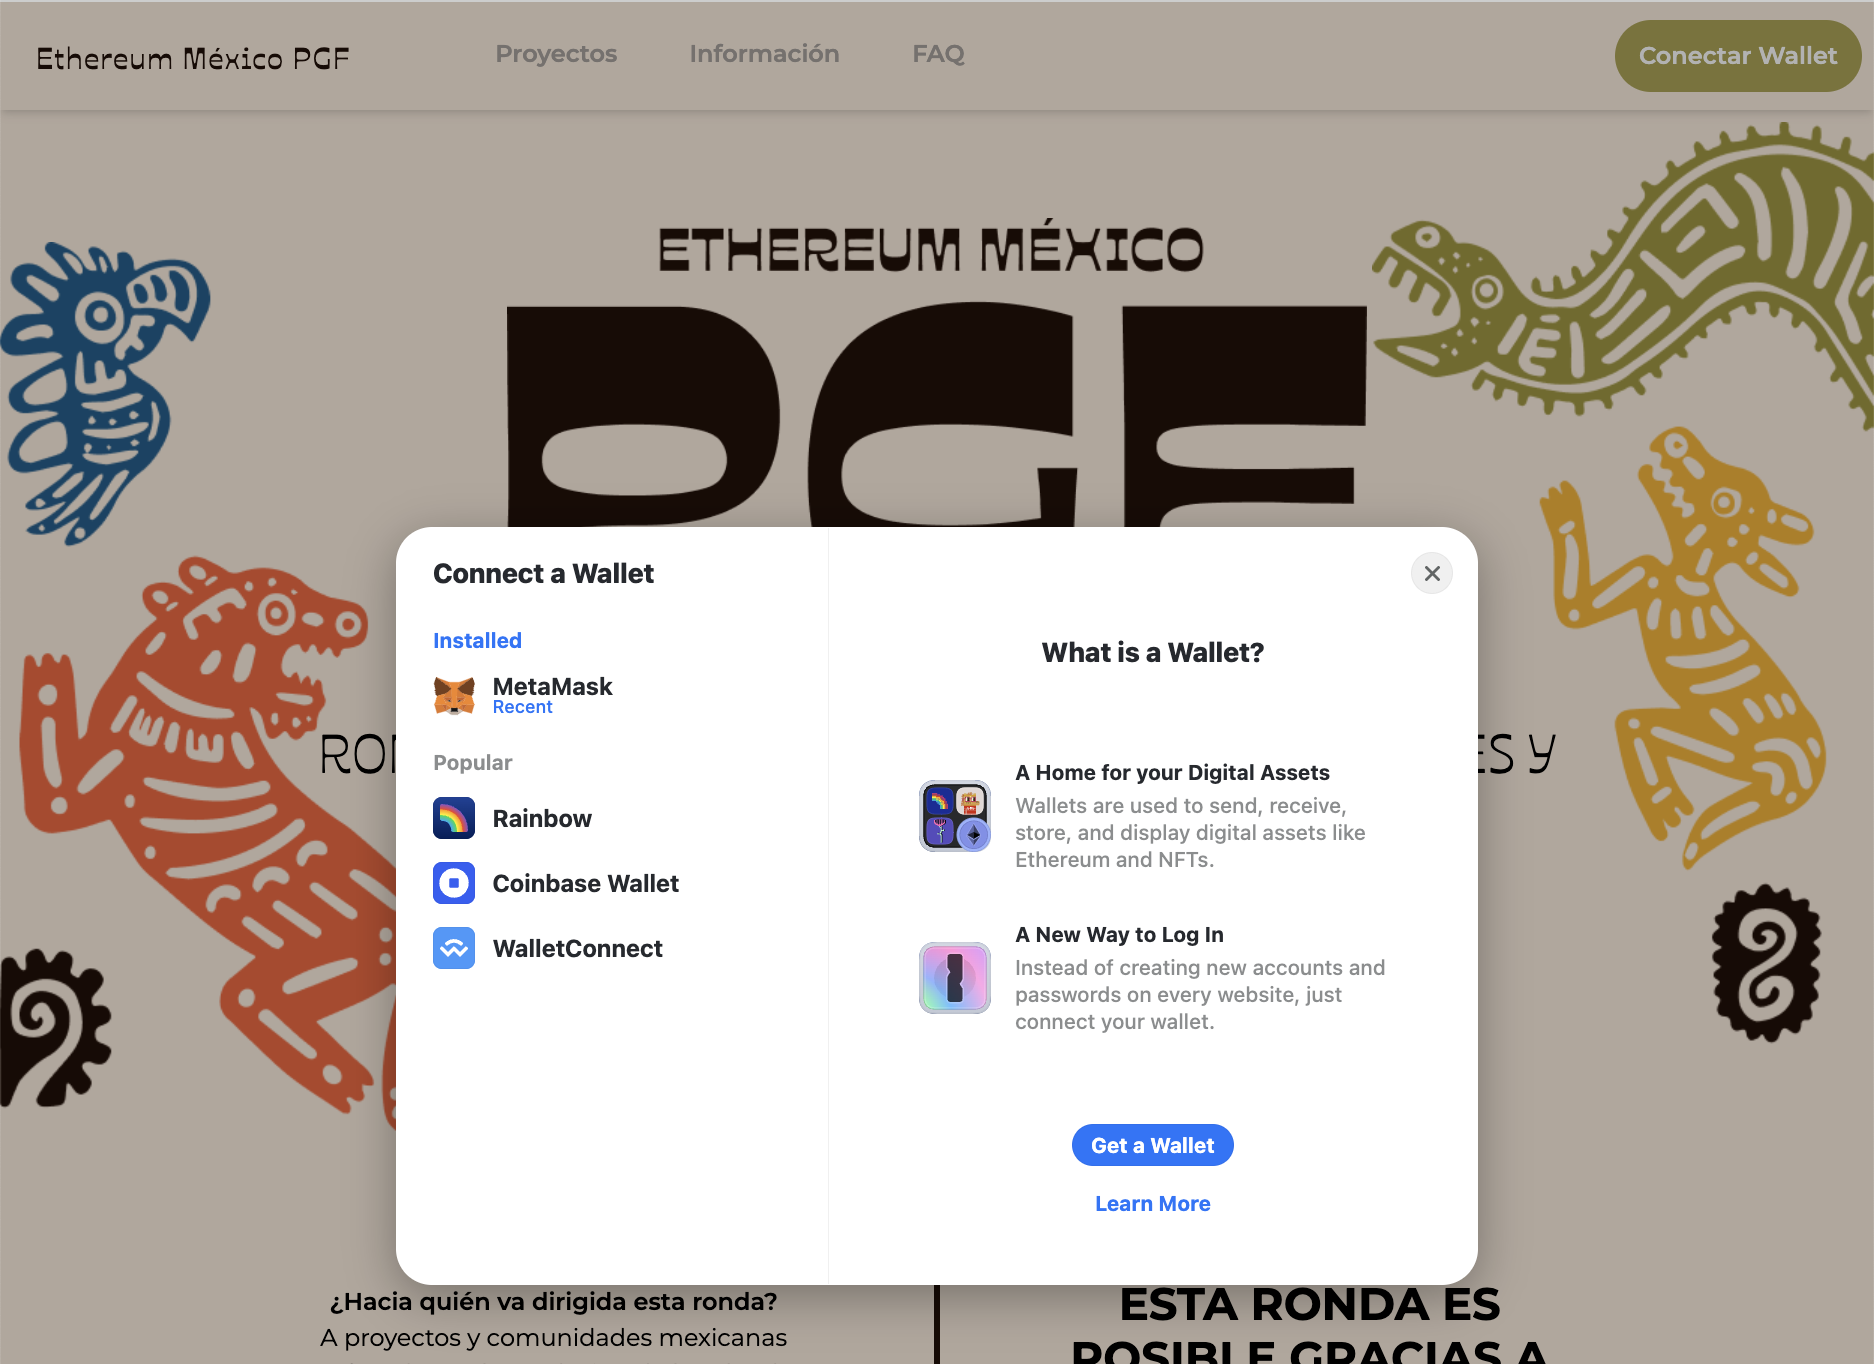 Ethereum México PGF
Proyectos
Información
FAQ
Conectar Wallet
ETHEREUM MÉXICO
PGF
Connect a Wallet
Installed
MetaMask
Recent
Popular
Rainbow
Coinbase Wallet
WalletConnect
What is a Wallet?
A Home for your Digital Assets
Wallets are used to send, receive,
store, and display digital assets like
Ethereum and NFTs.
A New Way to Log In
Instead of creating new accounts and
passwords on every website, just
connect your wallet.
Get a Wallet
Learn More
Y
¿Hacia quién va dirigida esta ronda?
A proyectos y comunidades mexicanas
ESTA RONDA ES
POSIBLE GRACIAS A